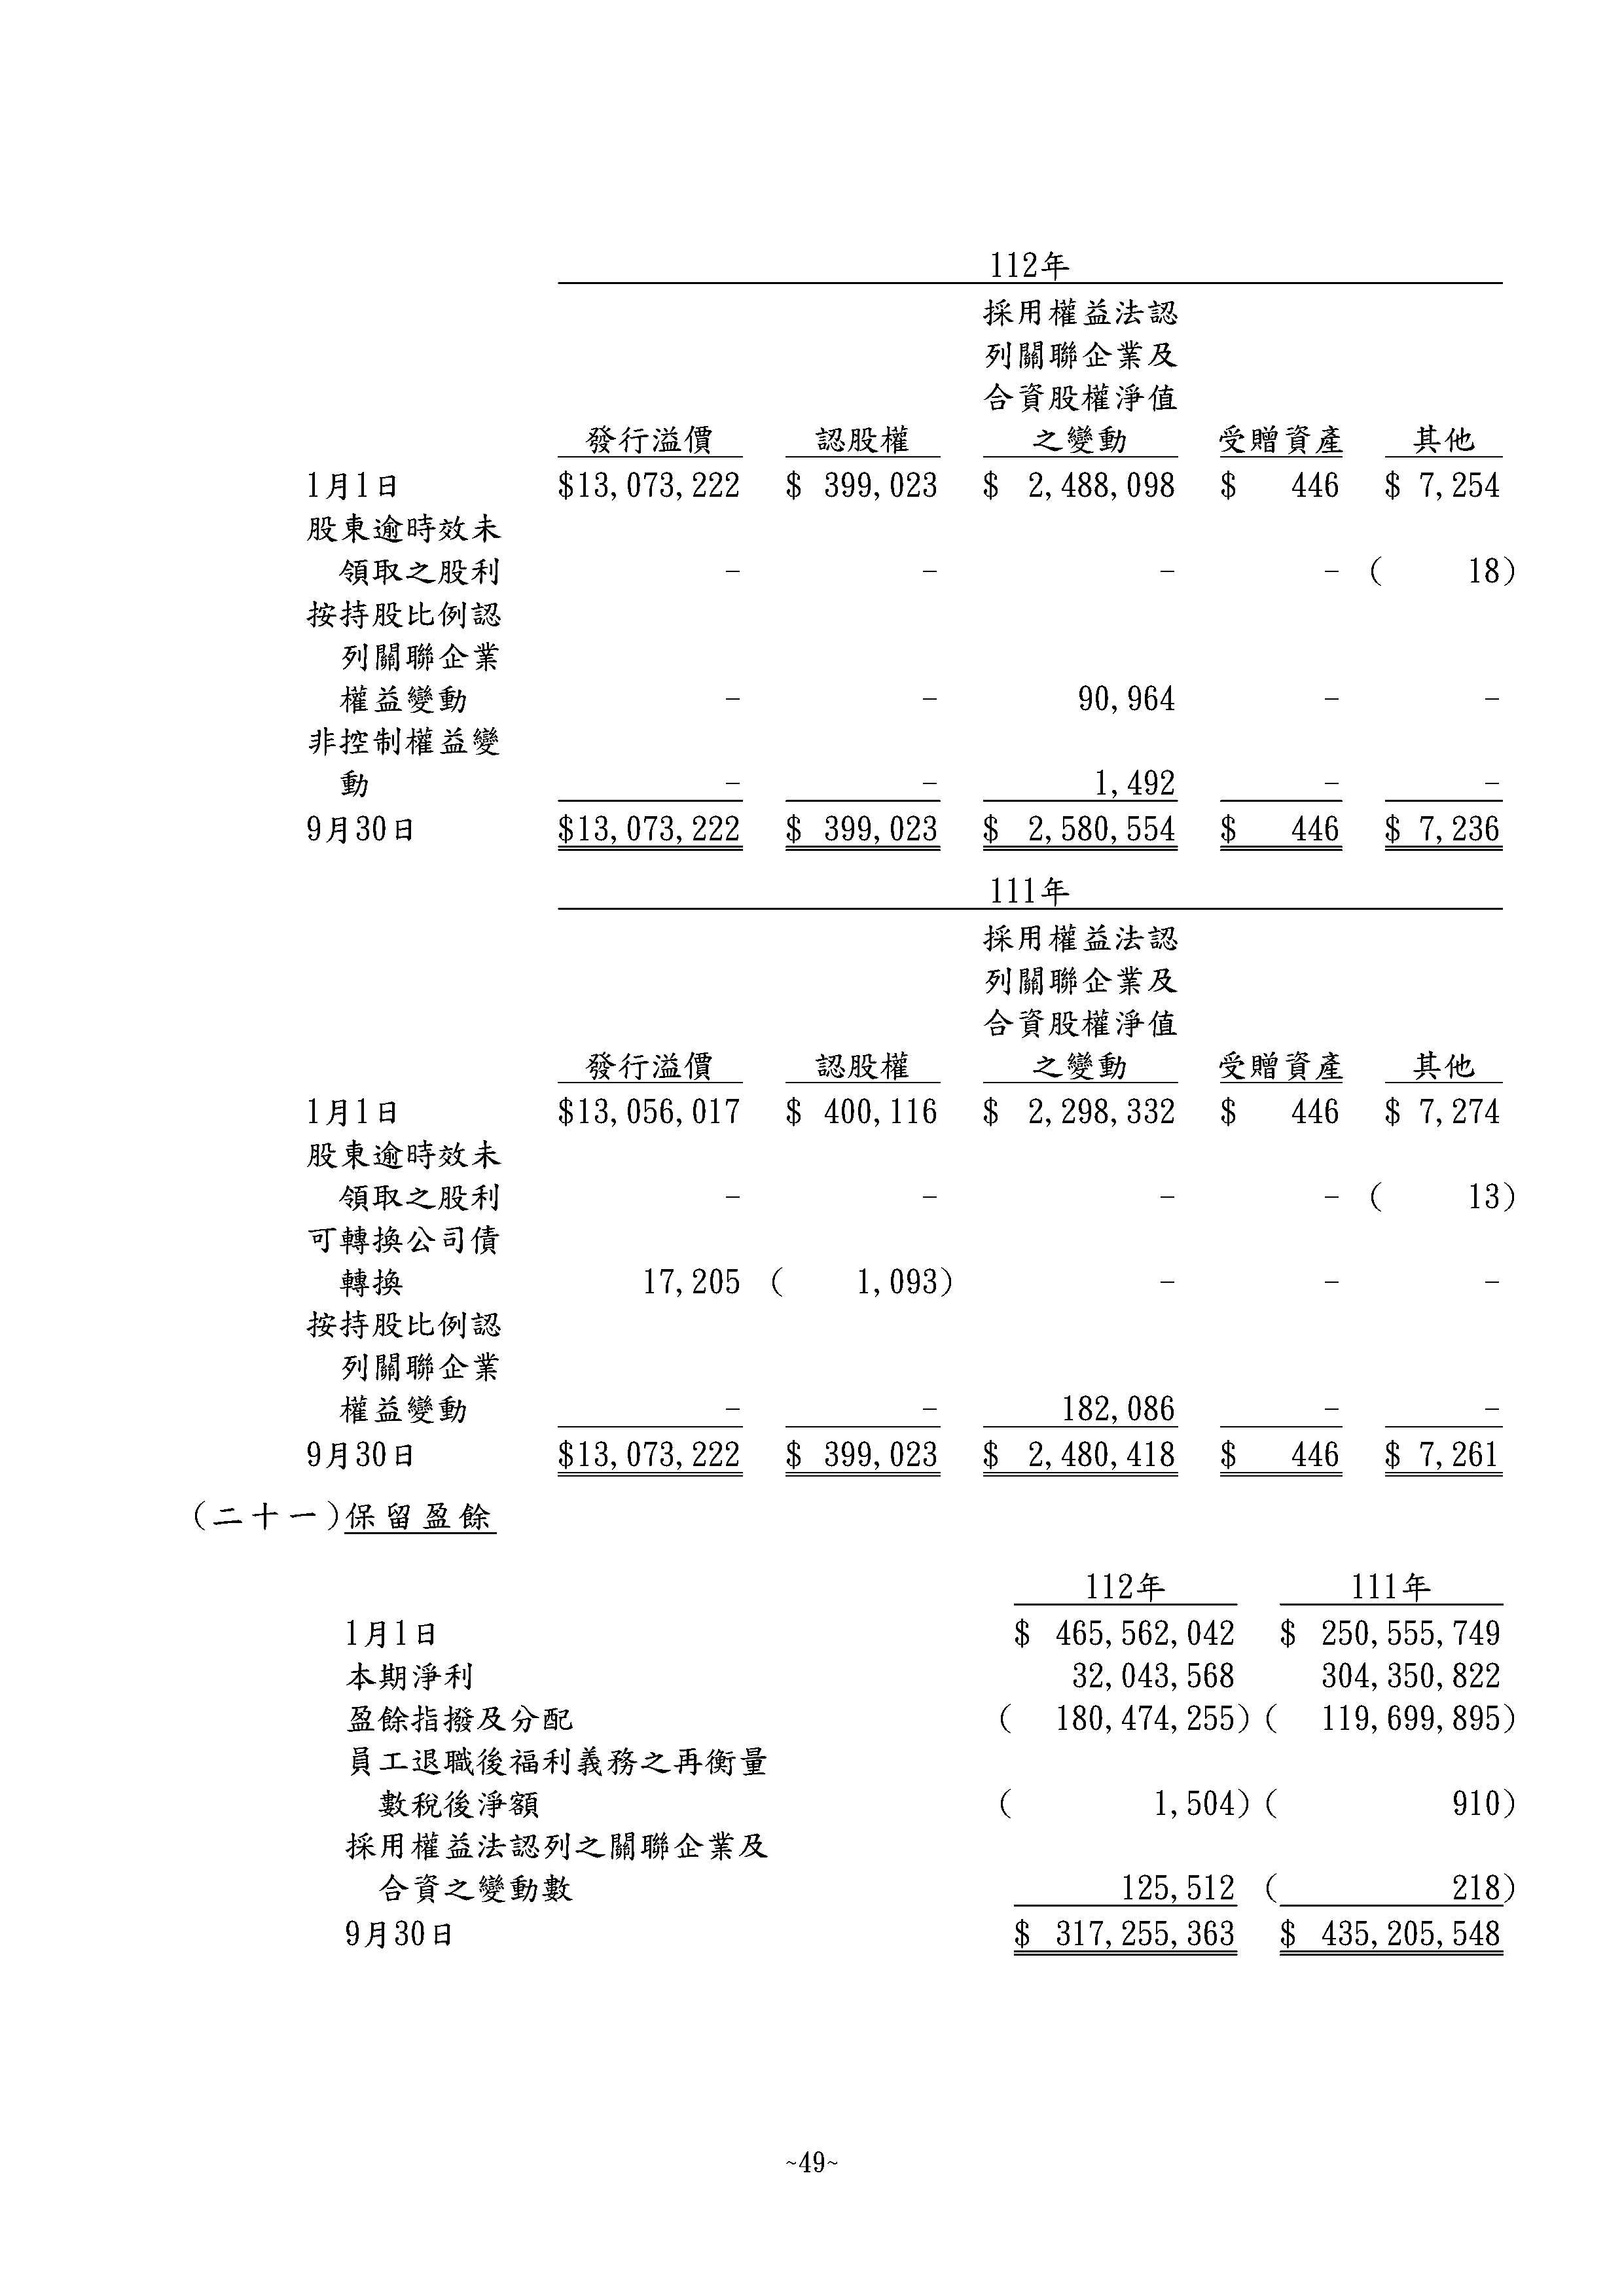 112年
採用權益法認
列關聯企業及
合資股權淨值
發行溢價 認股權 之變動 受贈資產 其他
1月1日 $13,073,222 $ 399,023 $ 2,488,098 $ 446 $ 7,254
股東逾時效未
領取之股利 - - - - ( 18)
按持股比例認
列關聯企業
權益變動 - - 90,964 - -
非控制權益變
動 - - 1,492 - -
9月30日 $13,073,222 $ 399,023 $ 2,580,554 $ 446 $ 7,236
111年
採用權益法認
列關聯企業及
合資股權淨值
發行溢價 認股權 之變動 受贈資產 其他
1月1日 $13,056,017 $ 400,116 $ 2,298,332 $ 446 $ 7,274
股東逾時效未
領取之股利 - - - - ( 13)
可轉換公司債
轉換 17,205 ( 1,093) - - -
按持股比例認
列關聯企業
權益變動 - - 182,086 - -
9月30日 $13,073,222 $ 399,023 $ 2,480,418 $ 446 $ 7,261
(二十一)保留盈餘
112年 111年
1月1日 $ 465,562,042 $ 250,555,749
本期淨利 32,043,568 304,350,822
盈餘指撥及分配 ( 180,474,255) ( 119,699,895)
員工退職後福利義務之再衡量
數稅後淨額 ( 1,504) ( 910)
採用權益法認列之關聯企業及
合資之變動數 125,512 ( 218)
9月30日 $ 317,255,363 $ 435,205,548
~49~